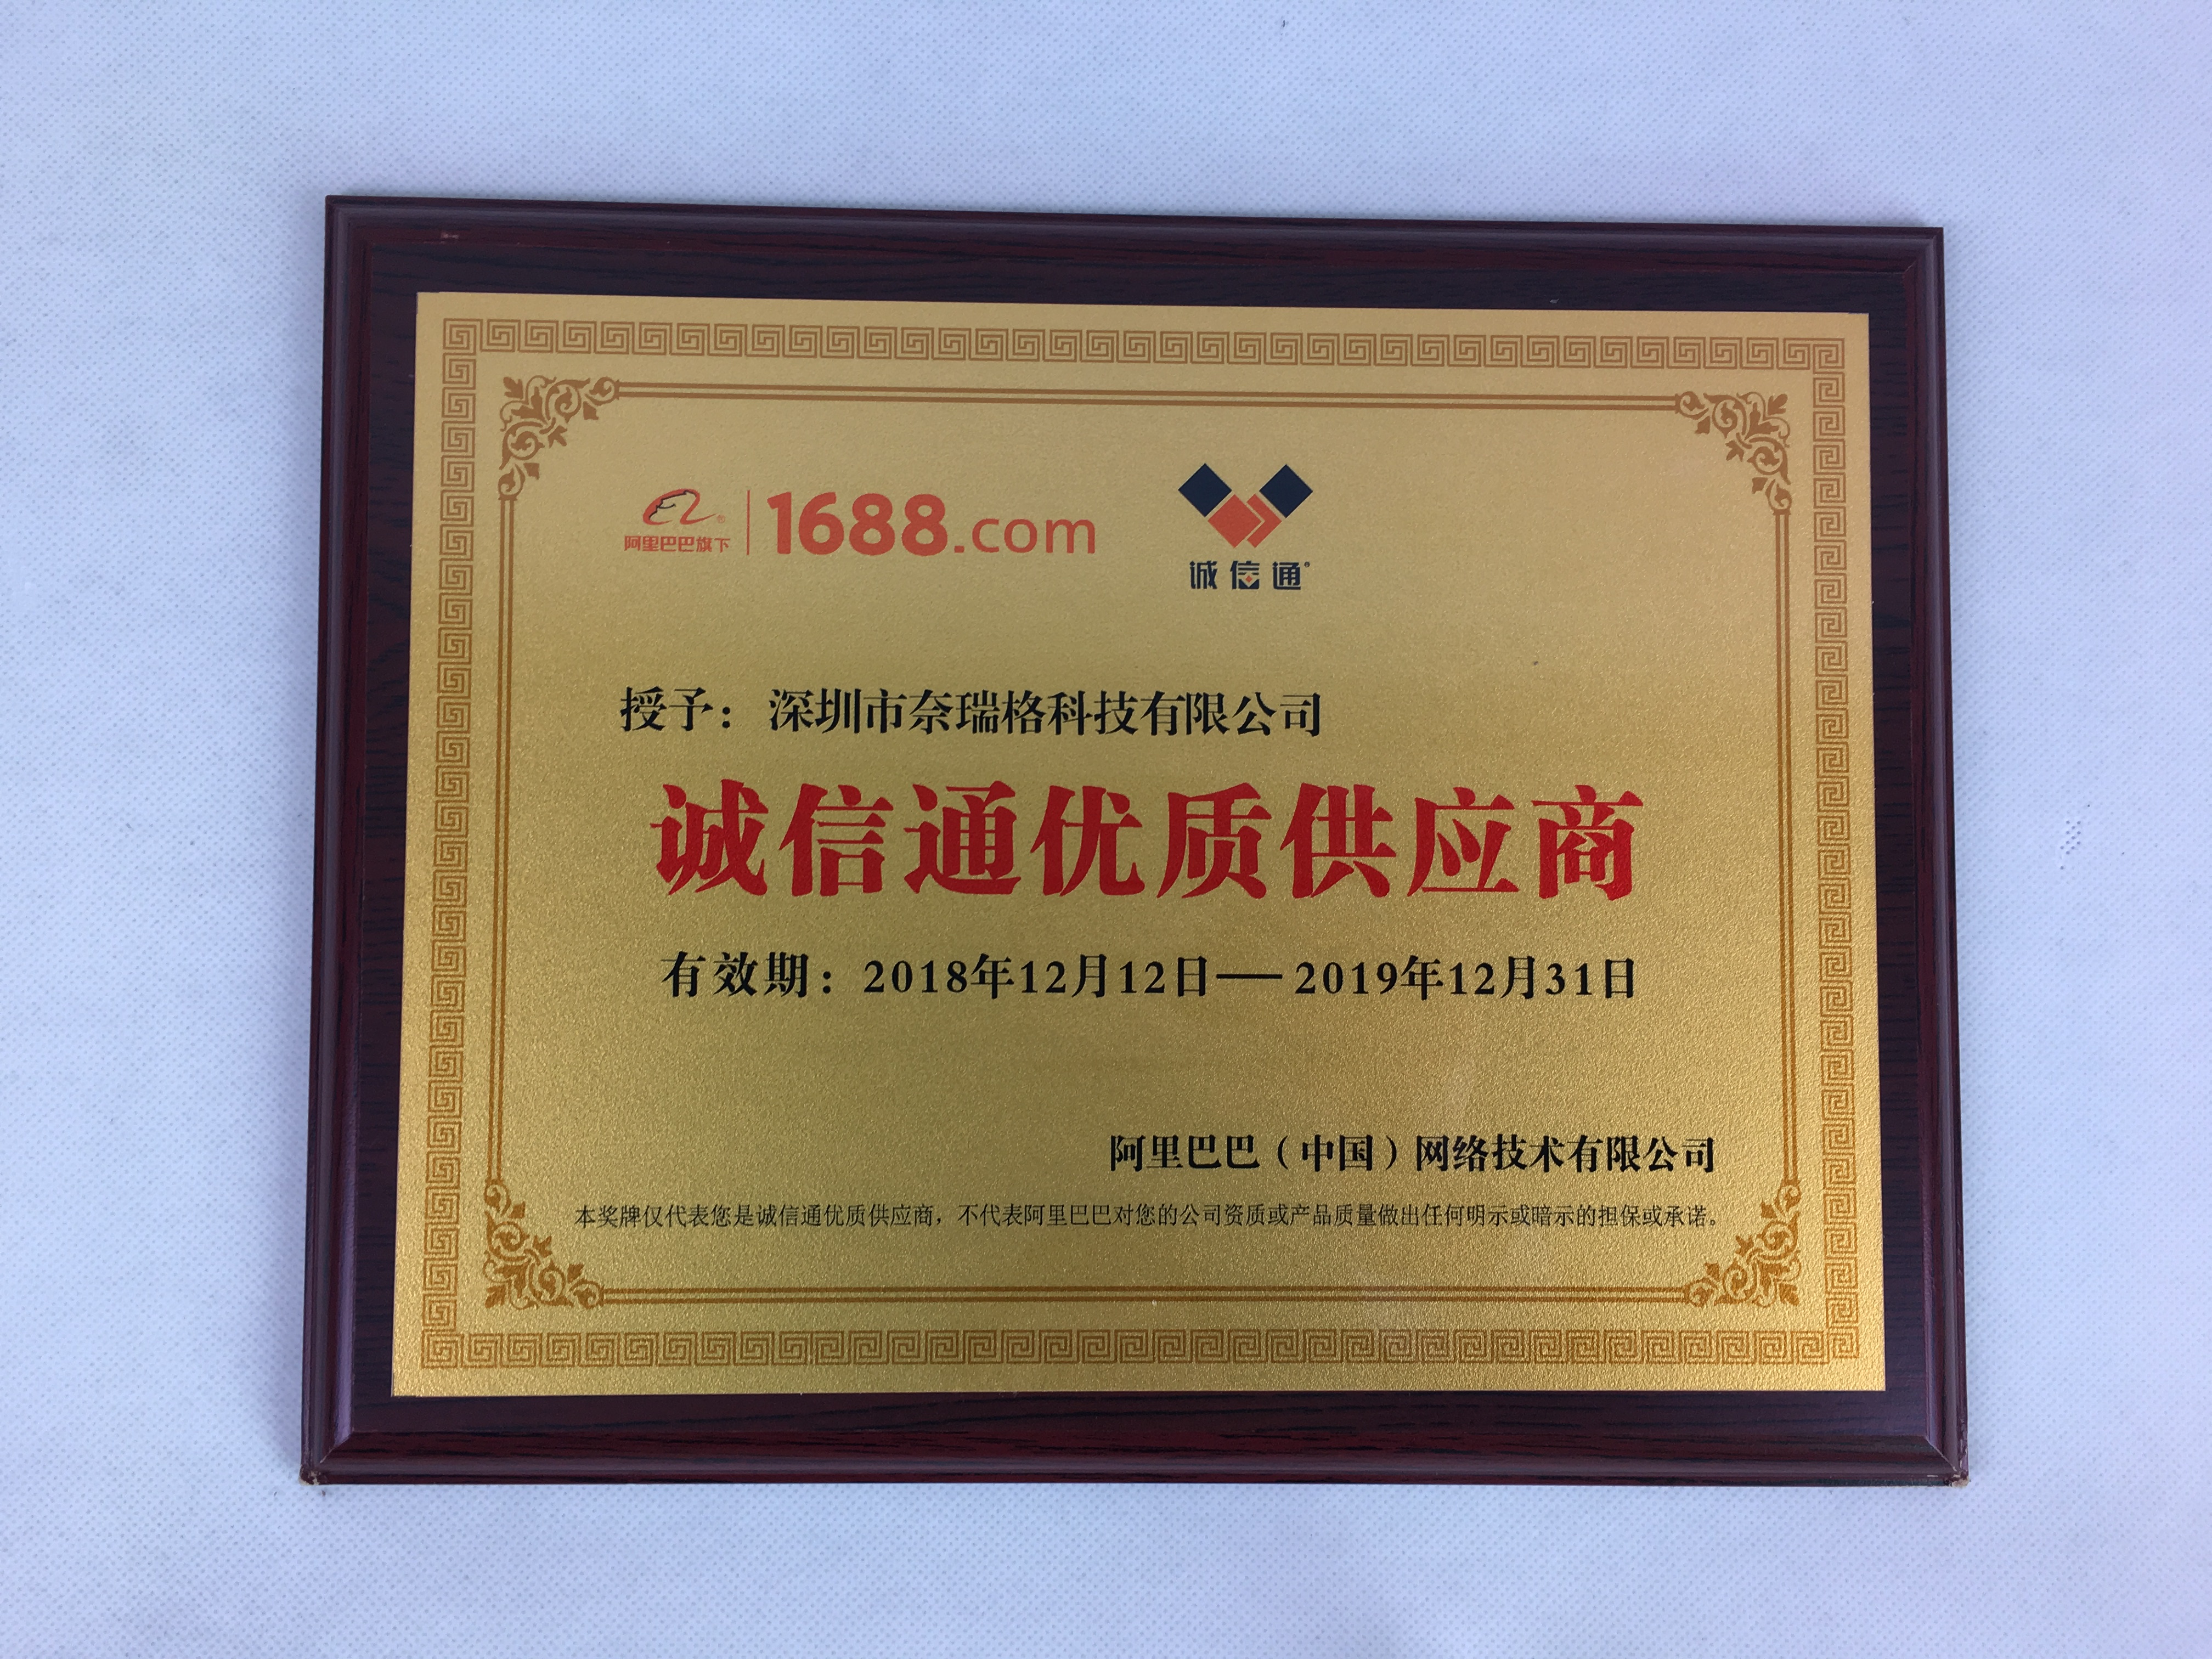 阿里巴巴旗下 1688.com
诚信通
授予：深圳市奈瑞格科技有限公司
诚信通优质供应商
有效期：2018年12月12日——2019年12月31日
阿里巴巴（中国）网络技术有限公司
本奖牌仅代表您是诚信通优质供应商，不代表阿里巴巴对您的公司资质或产品质量做出任何明示或暗示的担保或承诺。